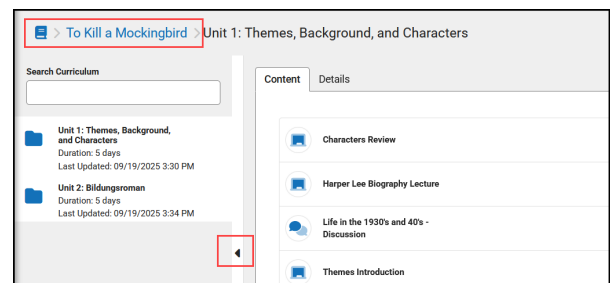 > To Kill a Mockingbird > Unit 1: Themes, Background, and Characters
Search Curriculum
Unit 1: Themes, Background,
and Characters
Duration: 5 days
Last Updated: 09/19/2025 3:30 PM
Unit 2: Bildungsroman
Duration: 5 days
Last Updated: 09/19/2025 3:34 PM
Content Details
Characters Review
Harper Lee Biography Lecture
Life in the 1930's and 40's -
Discussion
Themes Introduction